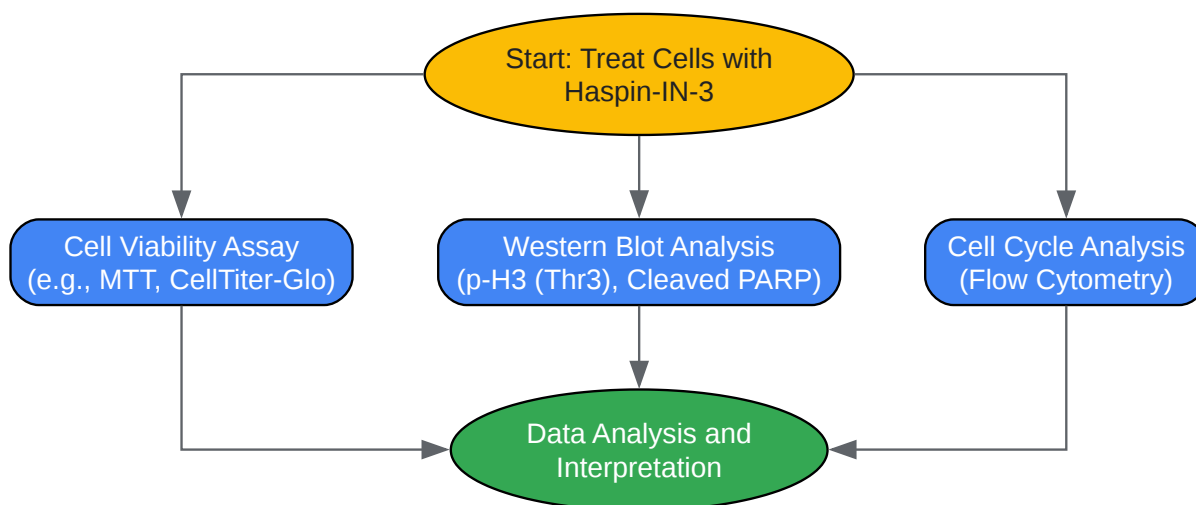 Start: Treat Cells with
Haspin-IN-3
Cell Viability Assay
(e.g., MTT, CellTiter-Glo)
Western Blot Analysis
(p-H3 (Thr3), Cleaved PARP)
Cell Cycle Analysis
(Flow Cytometry)
Data Analysis and
Interpretation